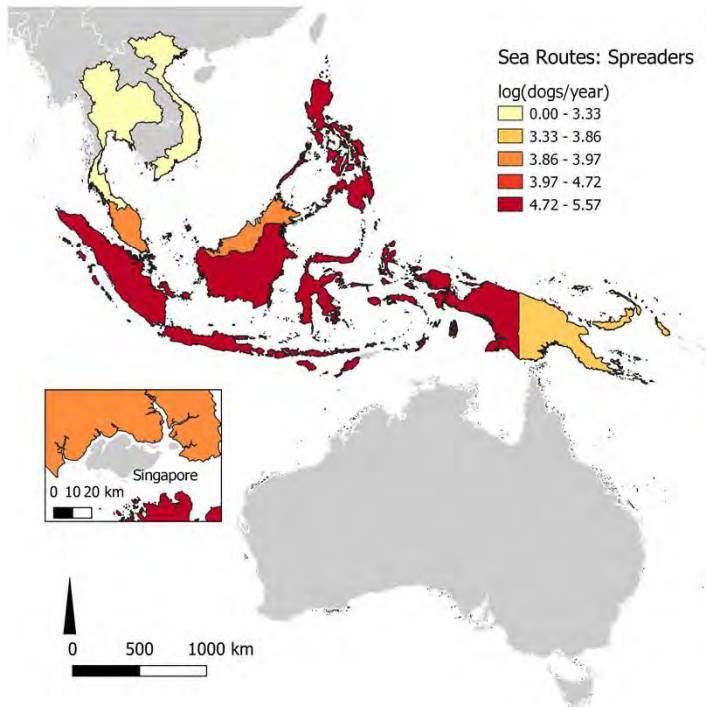 Sea Routes: Spreaders
log(dogs/year)
0.00 - 3.33
3.33 - 3.86
3.86 - 3.97
3.97 - 4.72
4.72 - 5.57
Singapore
0 10 20 km
0 500 1000 km